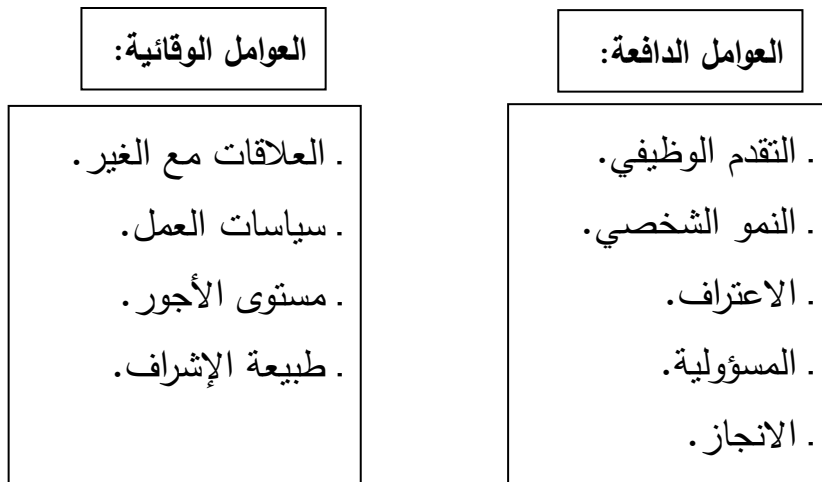 العوامل الدافعة:
. التقدم الوظيفي.
. النمو الشخصي.
. الاعتراف.
. المسؤولية.
. الانجاز.
العوامل الوقائية:
. العلاقات مع الغير.
. سياسات العمل.
. مستوى الأجور.
. طبيعة الإشراف.